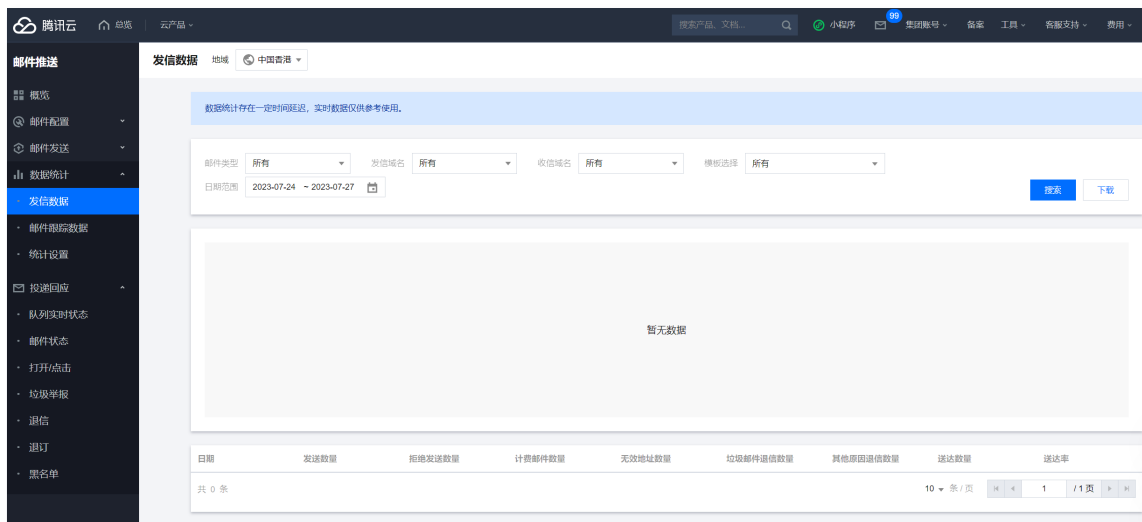 腾讯云 总览 云产品 搜索产品、文档... 小程序 99 集团账号 备案 工具 客服支持 费用
邮件推送 发信数据 地域 中国香港
概览
数据统计存在一定时间延迟，实时数据仅供参考使用。
邮件配置
邮件发送
邮件类型 所有 发信域名 所有 收信域名 所有 模板选择 所有
数据统计
日期范围 2023-07-24 ~ 2023-07-27 搜索 下载
发信数据
邮件跟踪数据
统计设置
投递回应
队列实时状态
暂无数据
邮件状态
打开/点击
垃圾举报
退信
退订
日期 发送数量 拒绝发送数量 计费邮件数量 无效地址数量 垃圾邮件退信数量 其他原因退信数量 送达数量 送达率
黑名单
共 0 条 10 条 / 页 1 / 1 页